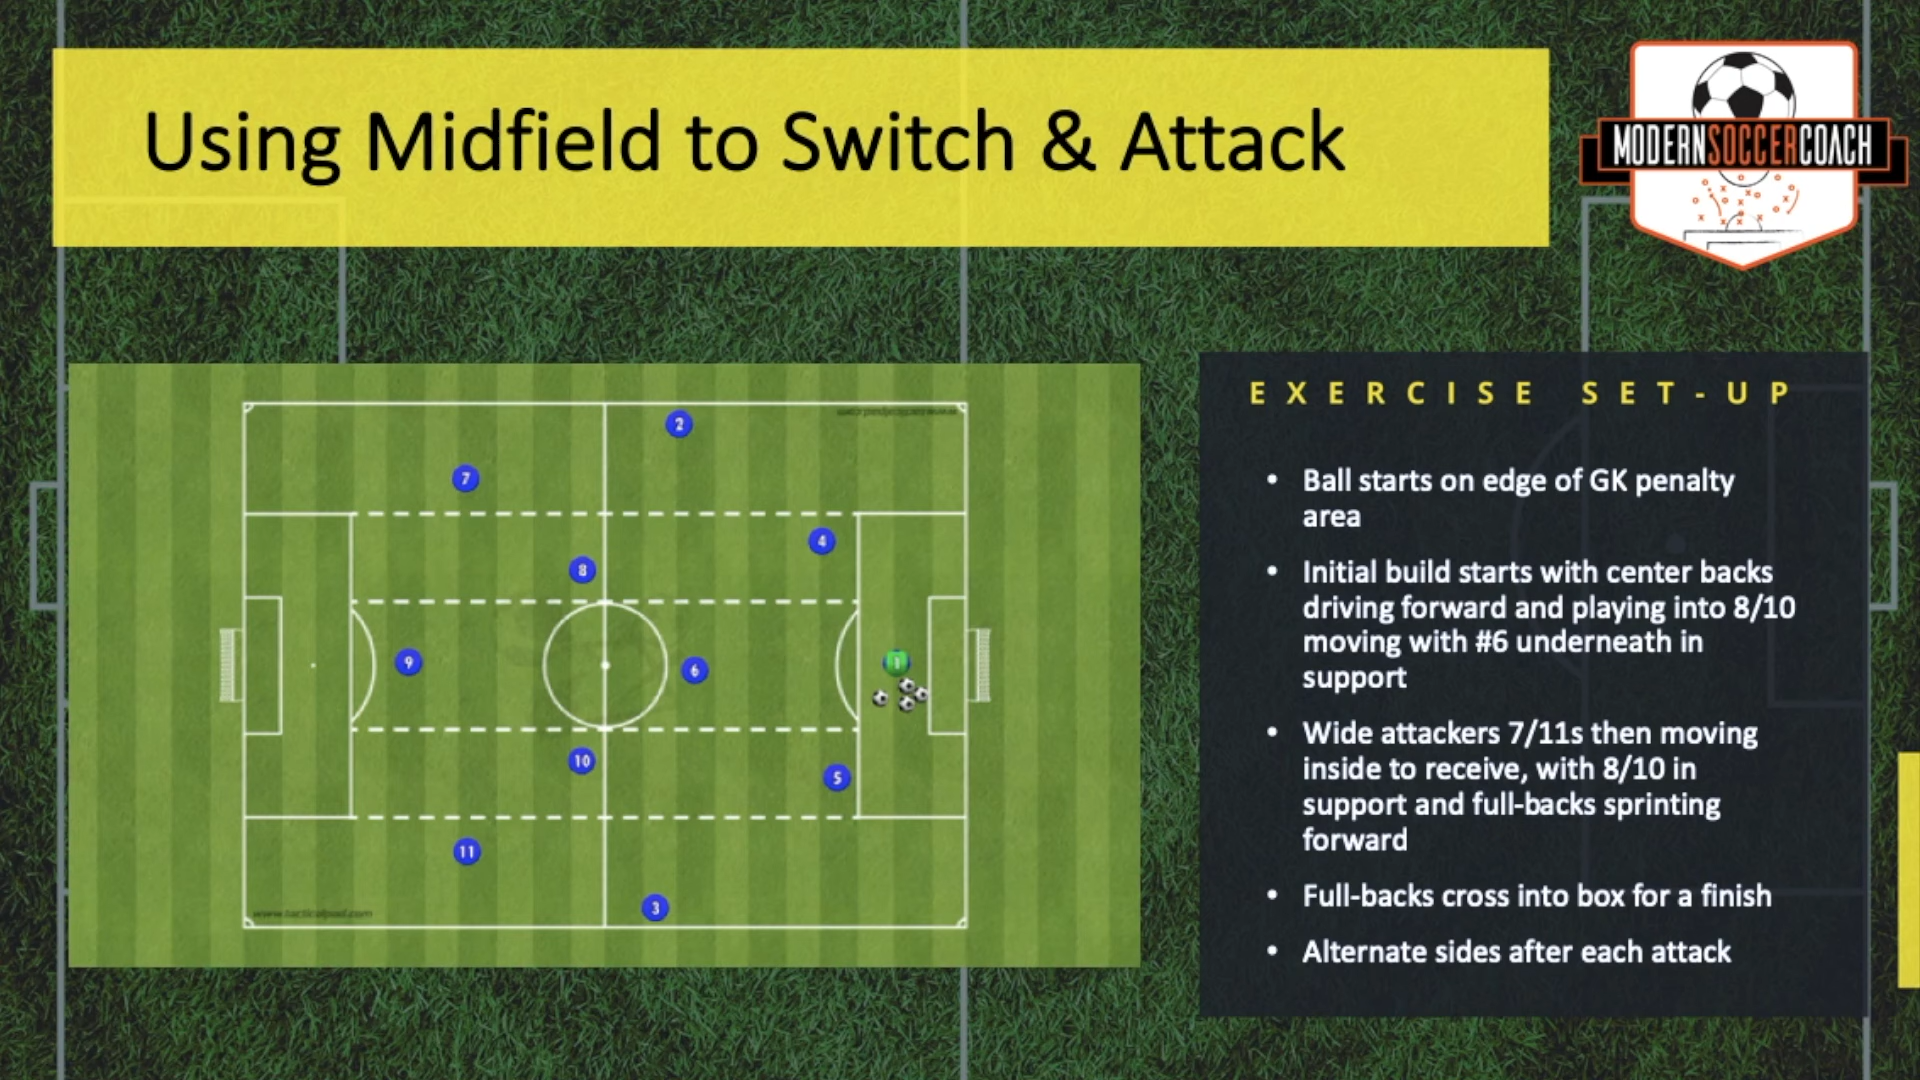 Using Midfield to Switch & Attack
MODERNSOCCERCOACH
EXERCISE SET-UP
• Ball starts on edge of GK penalty
area
• Initial build starts with center backs
driving forward and playing into 8/10
moving with #6 underneath in
support
• Wide attackers 7/11s then moving
inside to receive, with 8/10 in
support and full-backs sprinting
forward
• Full-backs cross into box for a finish
• Alternate sides after each attack
2
7
4
8
9
6
1
10
5
11
3
www.tacticalpad.com